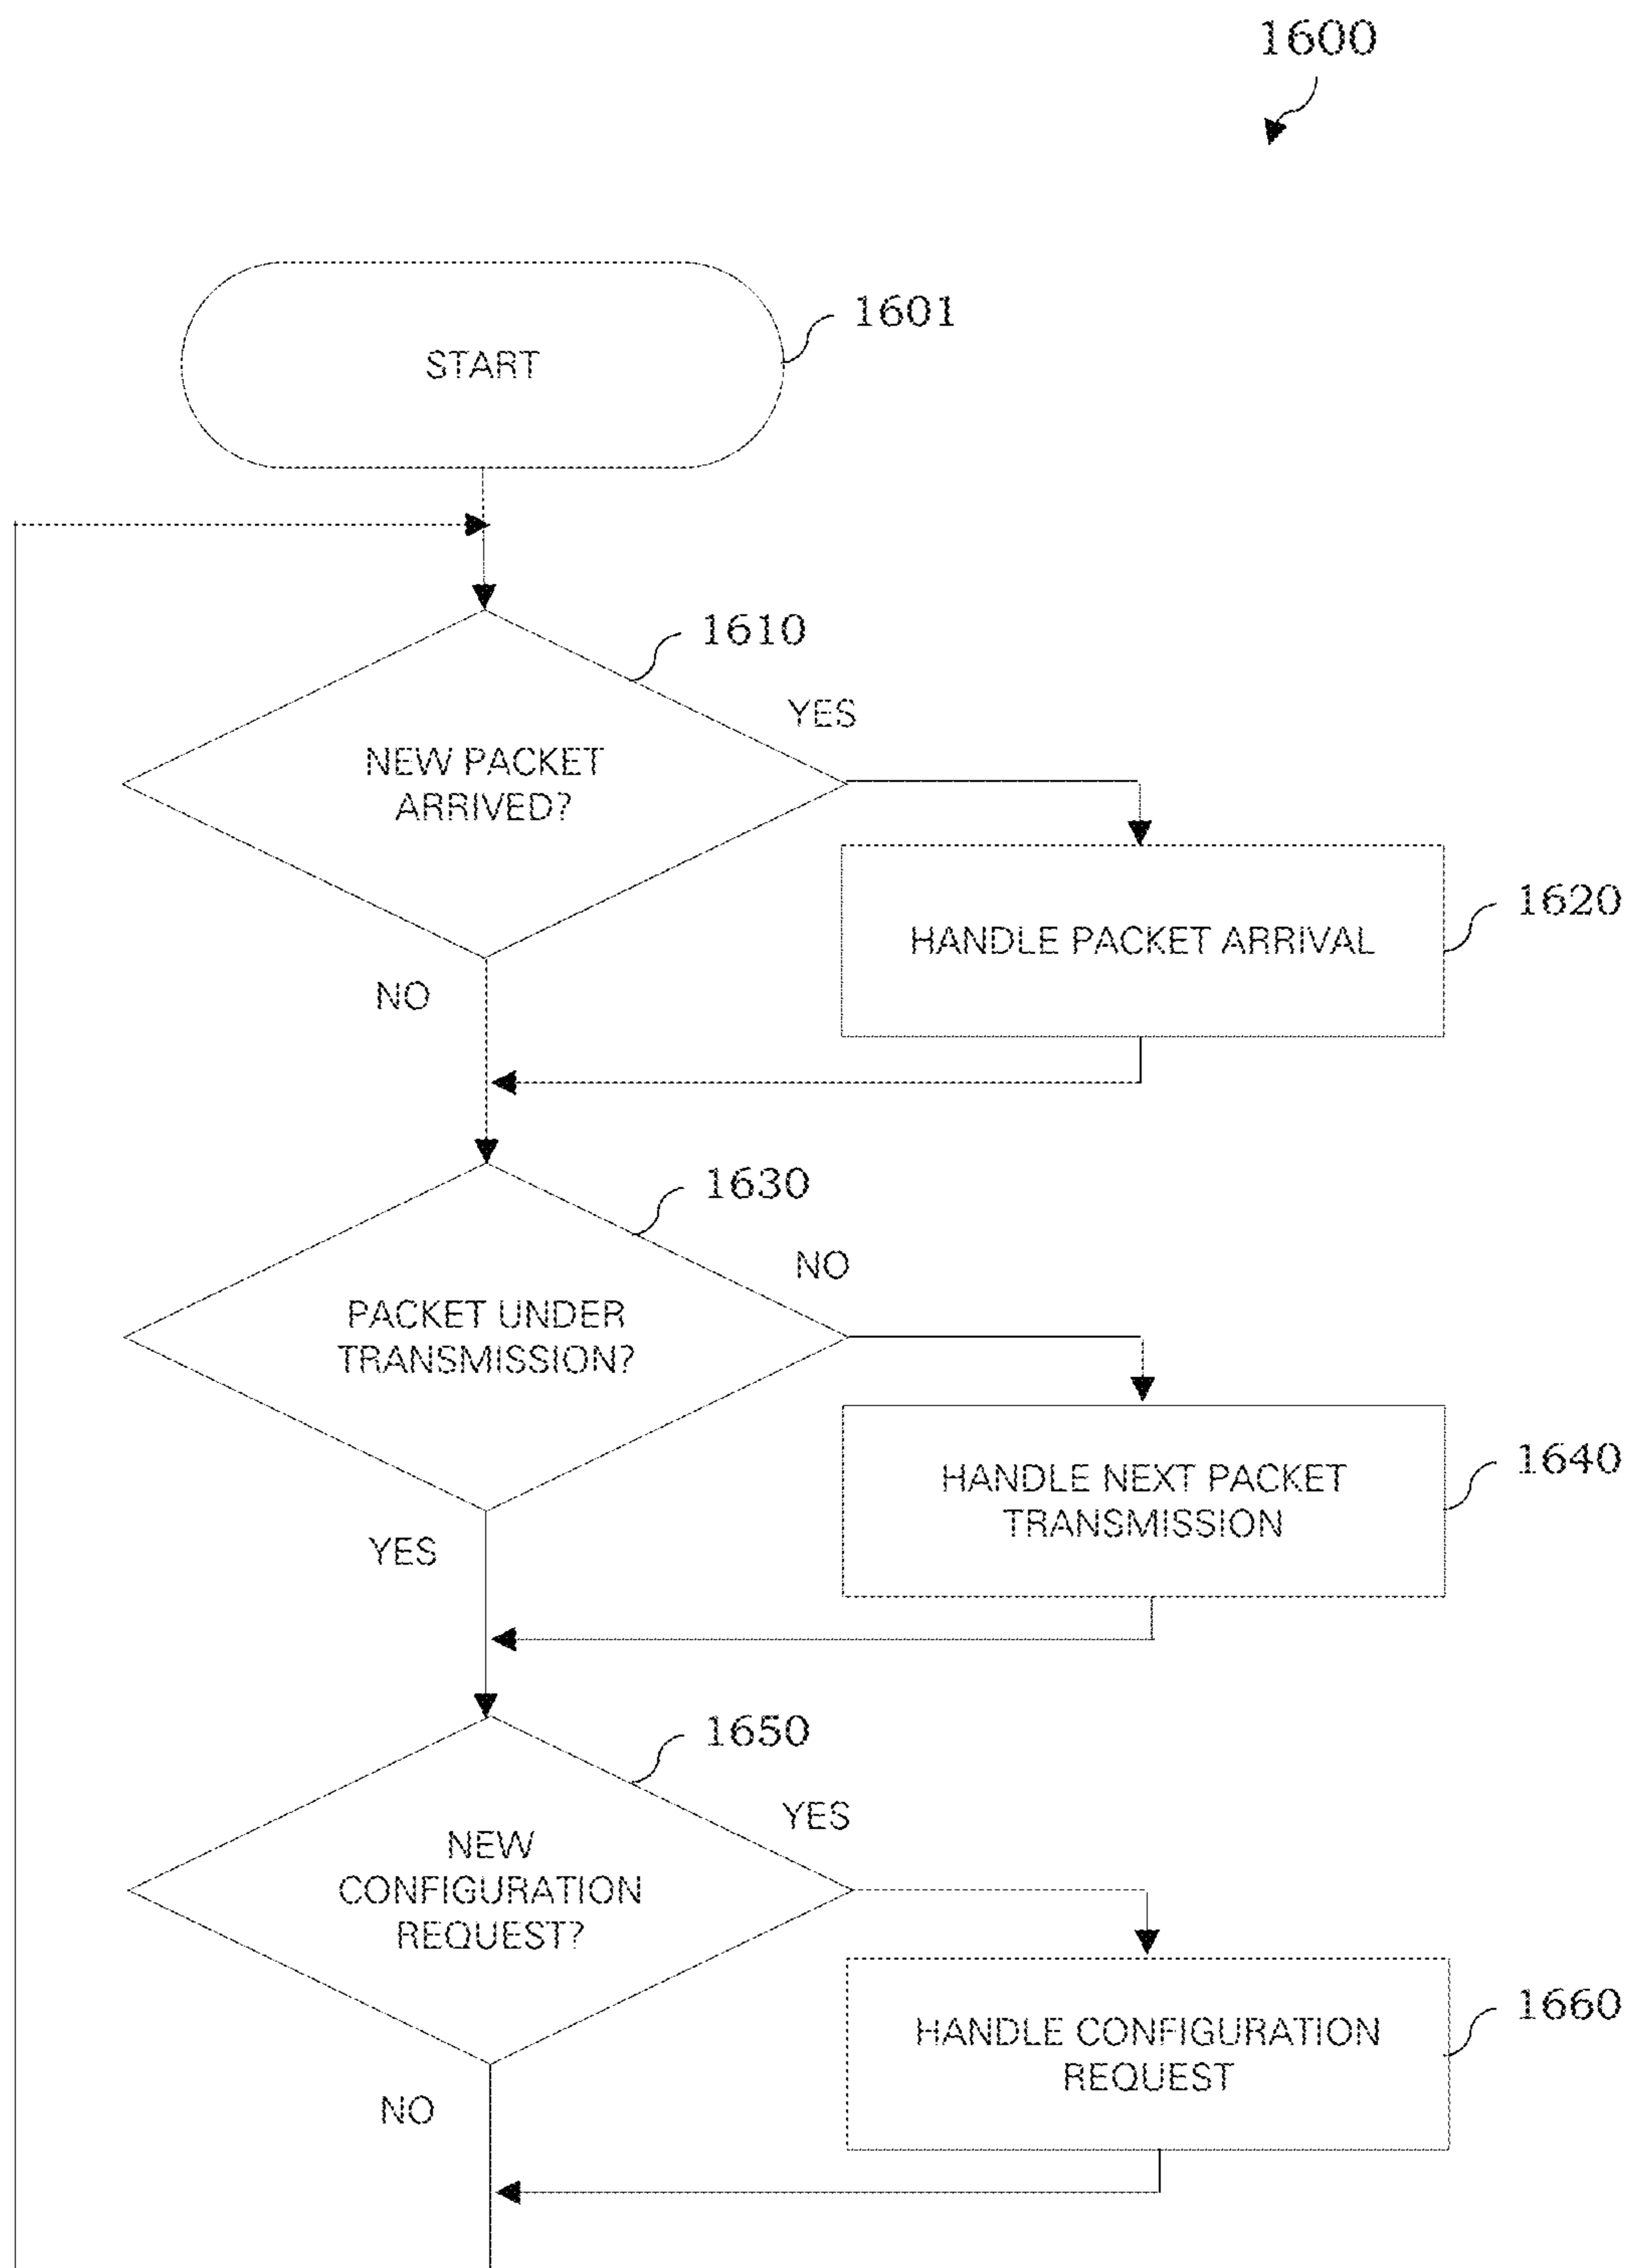 1600
START
1601
1610
YES
NEW PACKET
ARRIVED?
1620
HANDLE PACKET ARRIVAL
NO
1630
NO
PACKET UNDER
TRANSMISSION?
1640
HANDLE NEXT PACKET
TRANSMISSION
YES
1650
YES
NEW
CONFIGURATION
REQUEST?
1660
HANDLE CONFIGURATION
REQUEST
NO